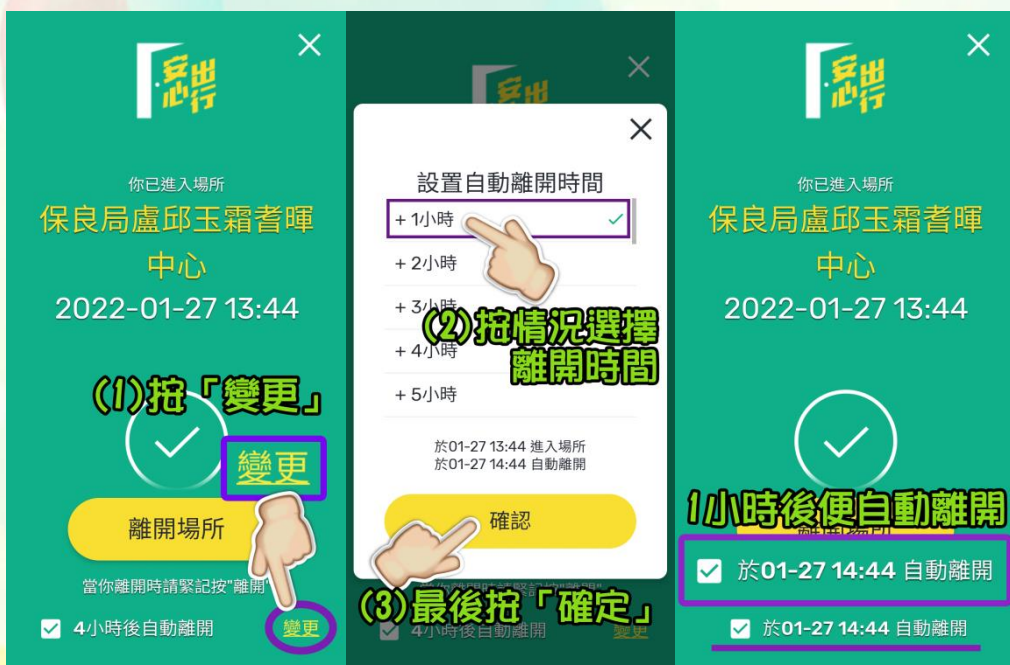 安心出行
你已進入場所
保良局盧邱玉霜耆暉
中心
2022-01-27 13:44
(1)按「變更」
變更
離開場所
當你離開時請緊記按"離開"
4小時後自動離開
變更
安心出行
設置自動離開時間
+ 1小時
+ 2小時
+ 3小時
(2)按情況選擇
離開時間
+ 4小時
+ 5小時
於01-27 13:44 進入場所
於01-27 14:44 自動離開
確認
(3)最後按「確定」
4小時後自動離開
變更
安心出行
你已進入場所
保良局盧邱玉霜耆暉
中心
2022-01-27 13:44
1小時後便自動離開
離開場所
於01-27 14:44 自動離開
於01-27 14:44 自動離開